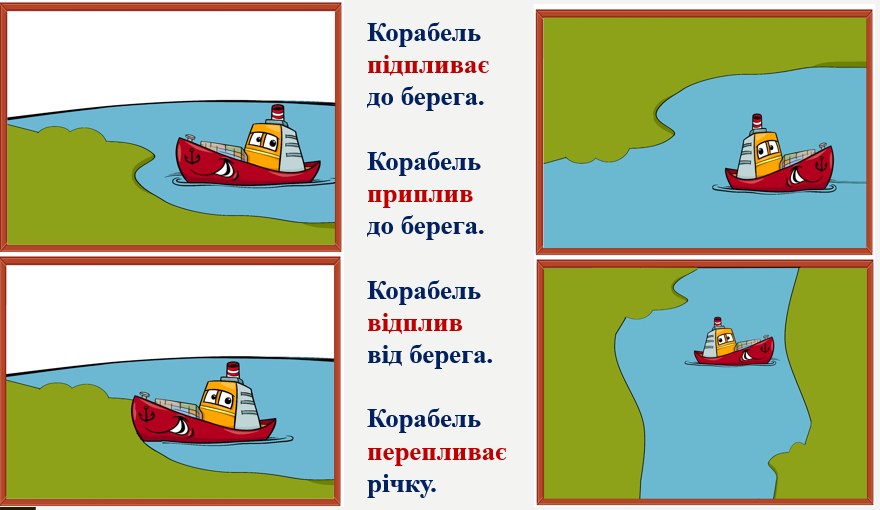 Корабель
підпливає
до берега.
Корабель
приплив
до берега.
Корабель
відплив
від берега.
Корабель
перепливає
річку.